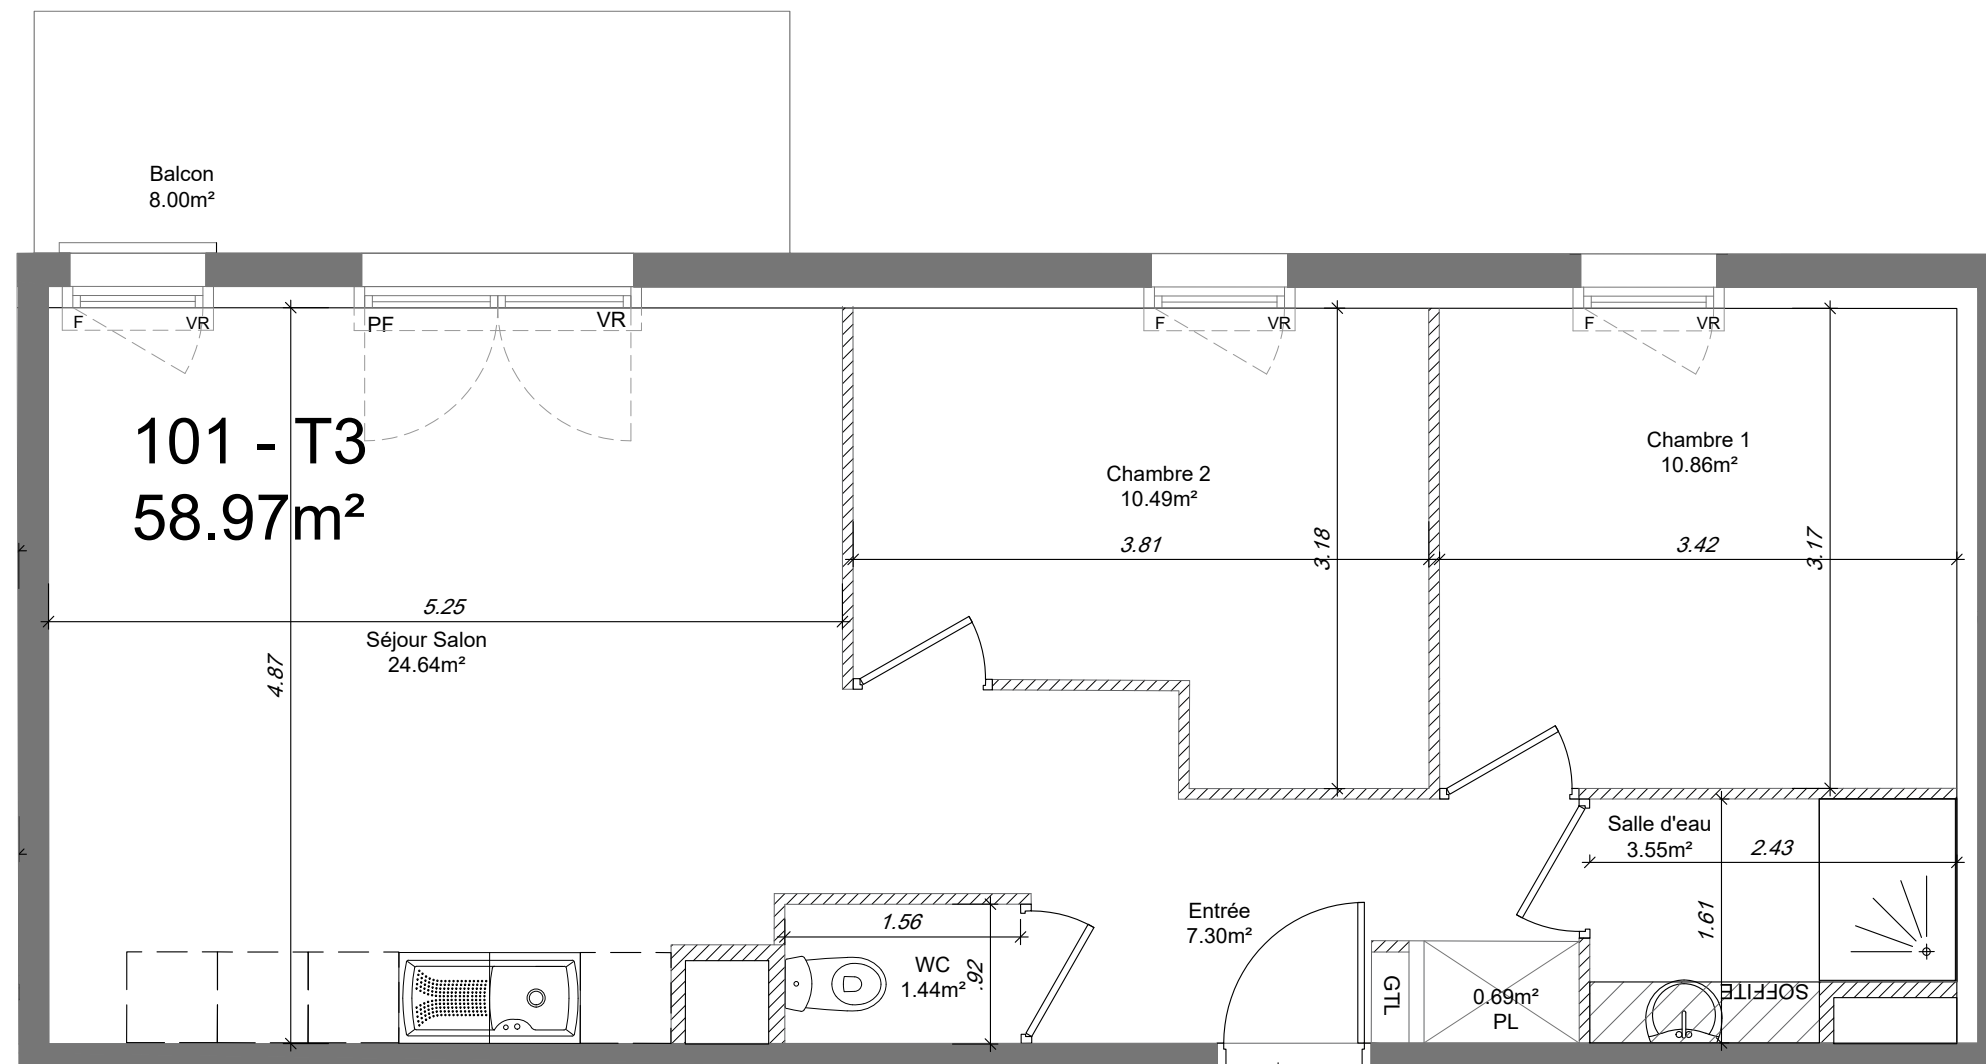 Balcon
8.00m²
F
VR
PF
VR
F
VR
F
VR
101 - T3
58.97m²
Chambre 1
10.86m²
Chambre 2
10.49m²
3.81
3.18
3.42
3.17
5.25
Séjour Salon
24.64m²
4.87
Salle d'eau
3.55m²
2.43
1.61
Entrée
7.30m²
1.56
WC
1.44m²
.92
GTL
0.69m²
PL
SOFFITE